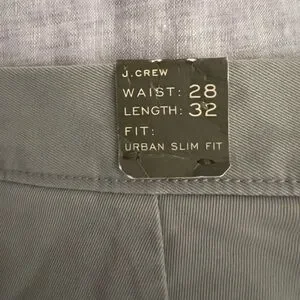 J.CREW
WAIST: 28
LENGTH: 32
FIT:
URBAN SLIM FIT